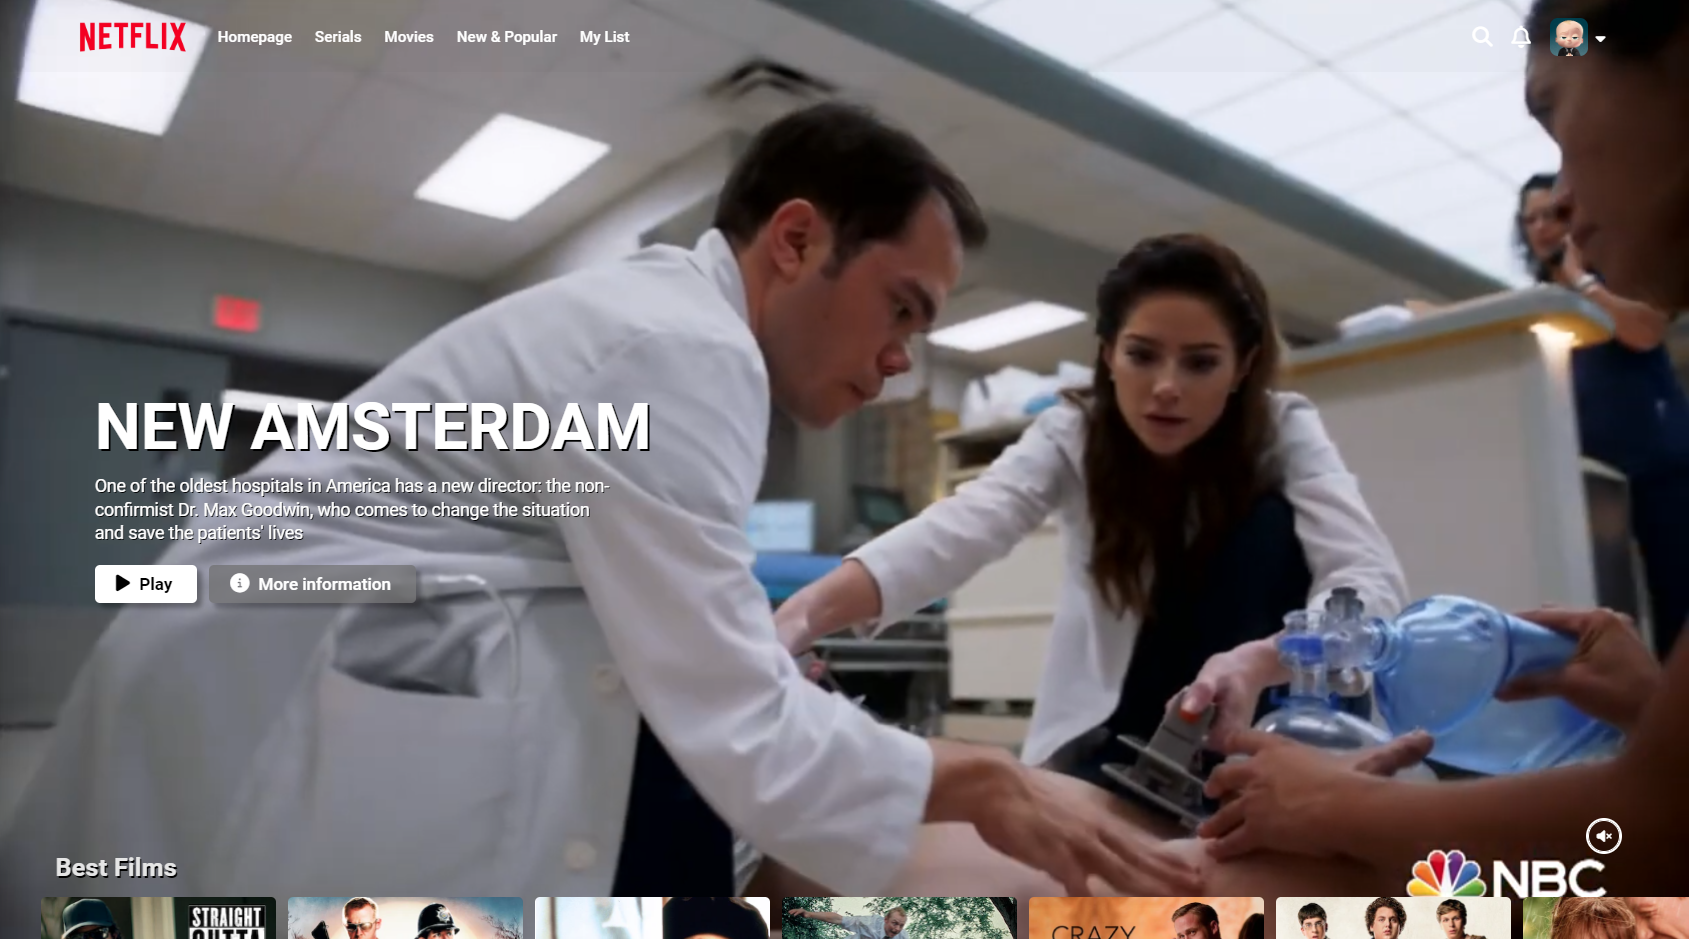 NETFLIX
Homepage Serials Movies New & Popular My List
NEW AMSTERDAM
One of the oldest hospitals in America has a new director: the non-
confirmist Dr. Max Goodwin, who comes to change the situation
and save the patients' lives
Play More information
NBC
Best Films
STRAIGHT
OUTTA
CRAZY